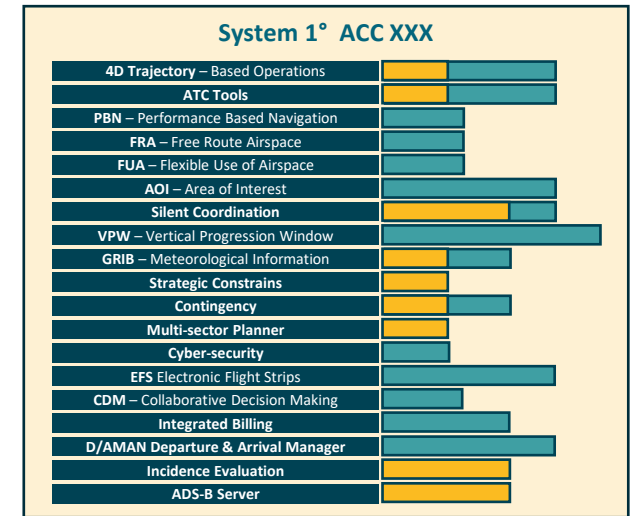 System 1° ACC XXX
4D Trajectory – Based Operations
ATC Tools
PBN – Performance Based Navigation
FRA – Free Route Airspace
FUA – Flexible Use of Airspace
AOI – Area of Interest
Silent Coordination
VPW – Vertical Progression Window
GRIB – Meteorological Information
Strategic Constrains
Contingency
Multi-sector Planner
Cyber-security
EFS Electronic Flight Strips
CDM – Collaborative Decision Making
Integrated Billing
D/AMAN Departure & Arrival Manager
Incidence Evaluation
ADS-B Server